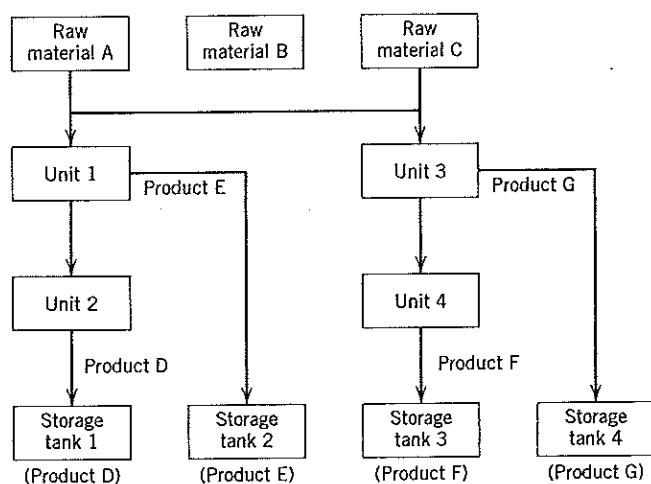 Raw
material A
Raw
material B
Raw
material C
Unit 1
Product E
Unit 3
Product G
Unit 2
Unit 4
Product D
Product F
Storage
tank 1
Storage
tank 2
Storage
tank 3
Storage
tank 4
(Product D)
(Product E)
(Product F)
(Product G)